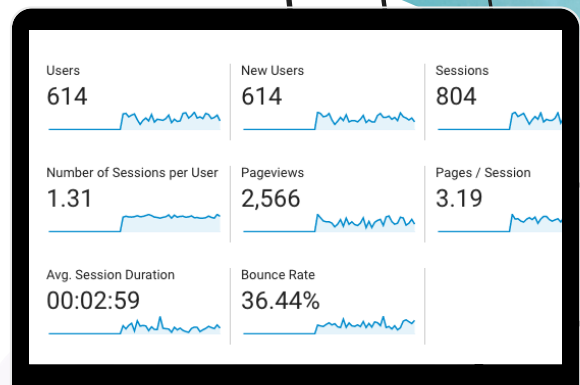 Users
614
New Users
614
Sessions
804
Number of Sessions per User
1.31
Pageviews
2,566
Pages / Session
3.19
Avg. Session Duration
00:02:59
Bounce Rate
36.44%